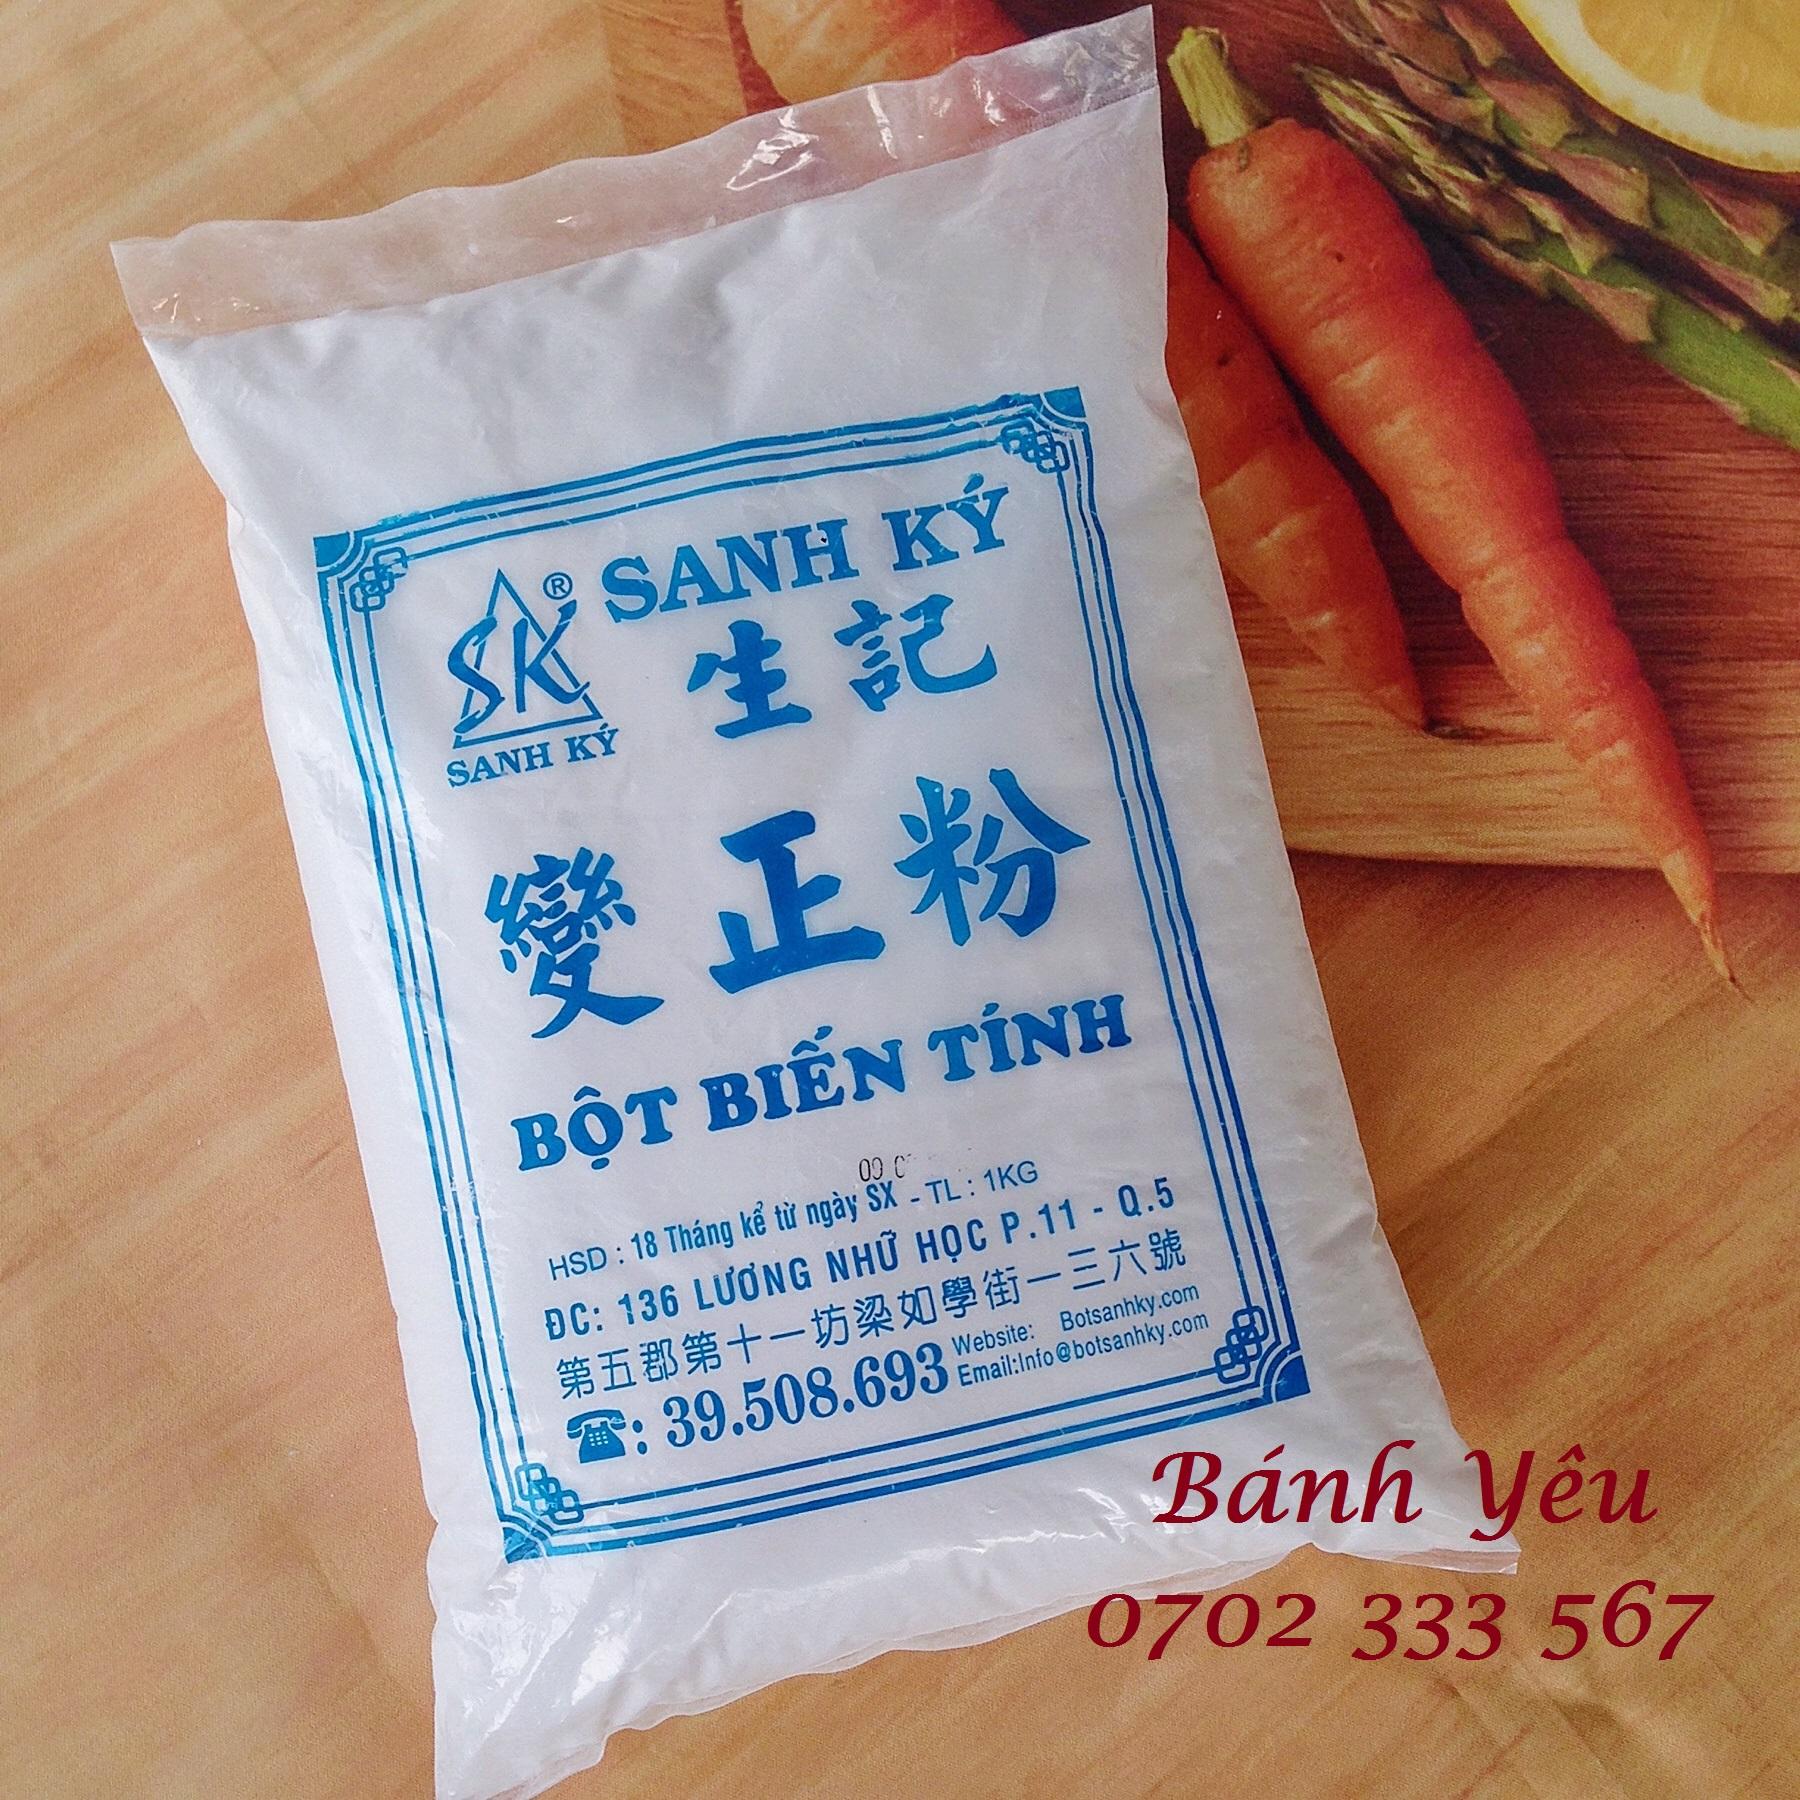 SANH KÝ
SK®
SANH KÝ
生記
變正粉
BỘT BIẾN TÍNH
HSD : 18 Tháng kể từ ngày SX - TL : 1KG
ĐC: 136 LƯƠNG NHỮ HỌC P.11 - Q.5
第五郡第十一坊梁如學街一三六號
☎: 39.508.693
Website: Botsanhky.com
Email:Info@botsanhky.com
Bánh Yêu
0702 333 567